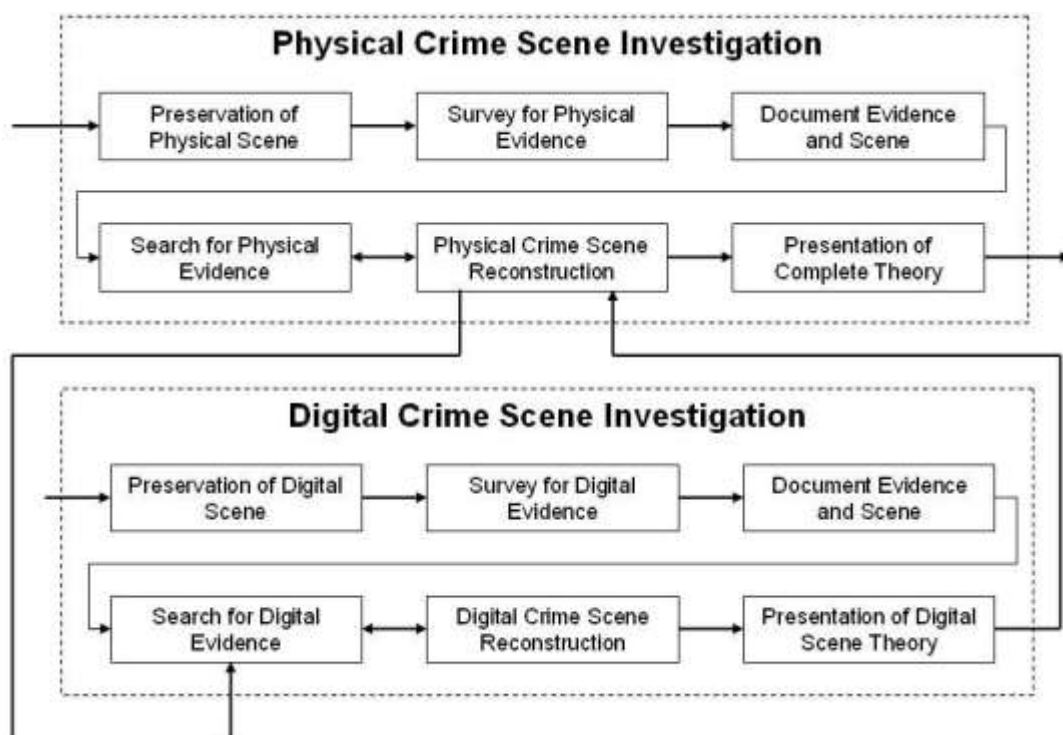 Physical Crime Scene Investigation
Preservation of
Physical Scene
Survey for Physical
Evidence
Document Evidence
and Scene
Search for Physical
Evidence
Physical Crime Scene
Reconstruction
Presentation of
Complete Theory
Digital Crime Scene Investigation
Preservation of Digital
Scene
Survey for Digital
Evidence
Document Evidence
and Scene
Search for Digital
Evidence
Digital Crime Scene
Reconstruction
Presentation of Digital
Scene Theory